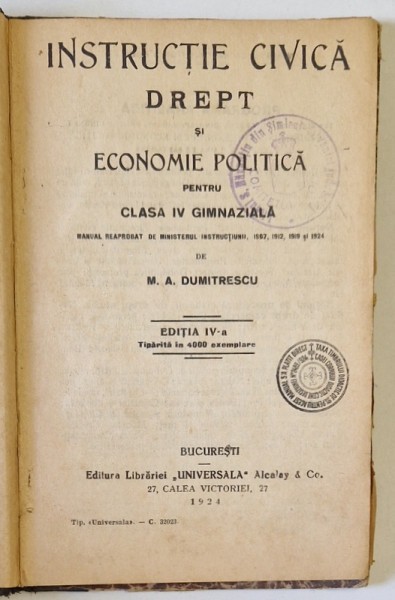 INSTRUCȚIE CIVICĂ
DREPT
ȘI
ECONOMIE POLITICĂ
PENTRU
CLASA IV GIMNAZIALĂ
MANUAL REAPROBAT DE MINISTERUL INSTRUCȚIUNII, 1907, 1912, 1919 și 1924
DE
M. A. DUMITRESCU
EDIȚIA IV-a
Tipărită în 4000 exemplare
BUCUREȘTI
Editura Librăriei „UNIVERSALA" Alcalay & Co.
27, CALEA VICTORIEI, 27
1924
Tip. «Universala». — C. 22023